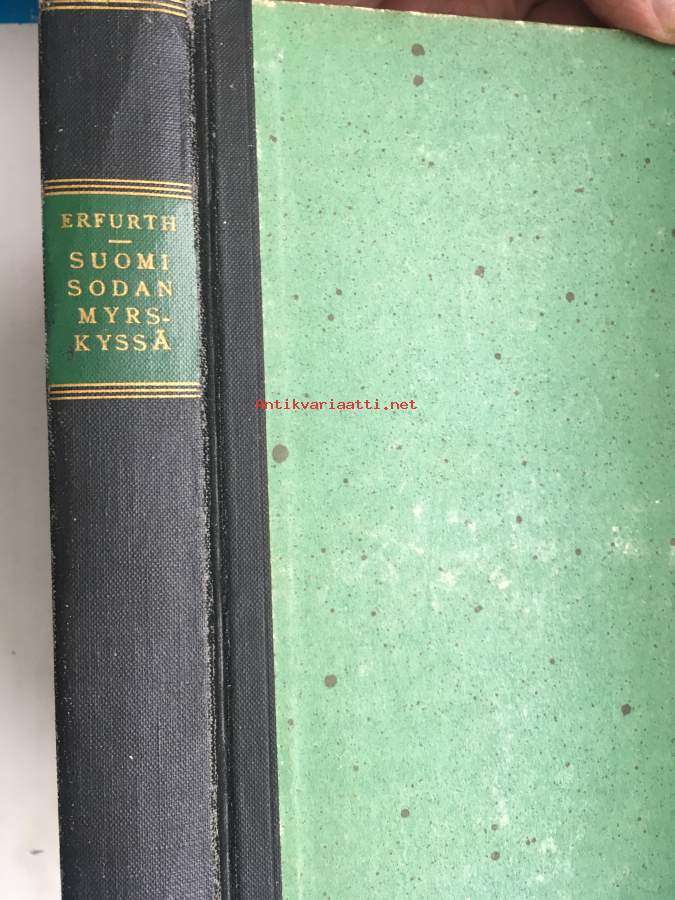 ERFURTH
SUOMI
SODAN
MYRS-
KYSSÄ
Antikvariaatti.net